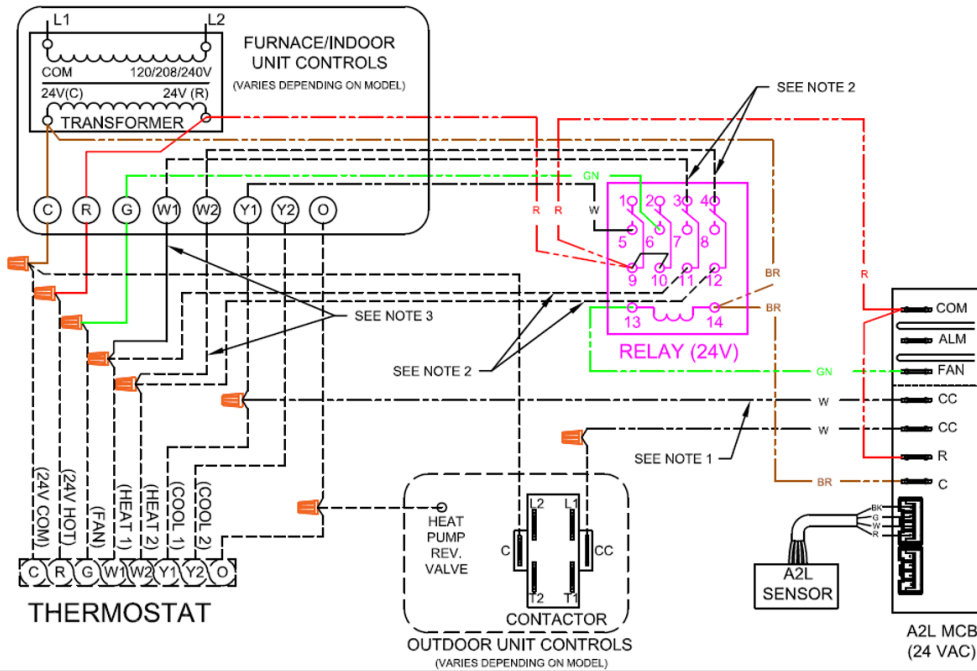 L1 L2
FURNACE/INDOOR
UNIT CONTROLS
(VARIES DEPENDING ON MODEL)
COM 120/208/240V
24V(C) 24V (R)
TRANSFORMER
SEE NOTE 2
C R G W1 W2 Y1 Y2 O
GN
R R W
1 2 3 4
5 6 7 8
9 10 11 12
13 14
RELAY (24V)
BR
BR
R
SEE NOTE 3
SEE NOTE 2
GN
W
W
SEE NOTE 1
BR
COM
ALM
FAN
CC
CC
R
C
BK
G
W
R
A2L
SENSOR
A2L MCB
(24 VAC)
(24V COM)
(24V HOT)
(FAN)
(HEAT 1)
(HEAT 2)
(COOL 1)
(COOL 2)
C R G W1 W2 Y1 Y2 O
THERMOSTAT
HEAT
PUMP
REV.
VALVE
L2 L1
C CC
T2 T1
CONTACTOR
OUTDOOR UNIT CONTROLS
(VARIES DEPENDING ON MODEL)